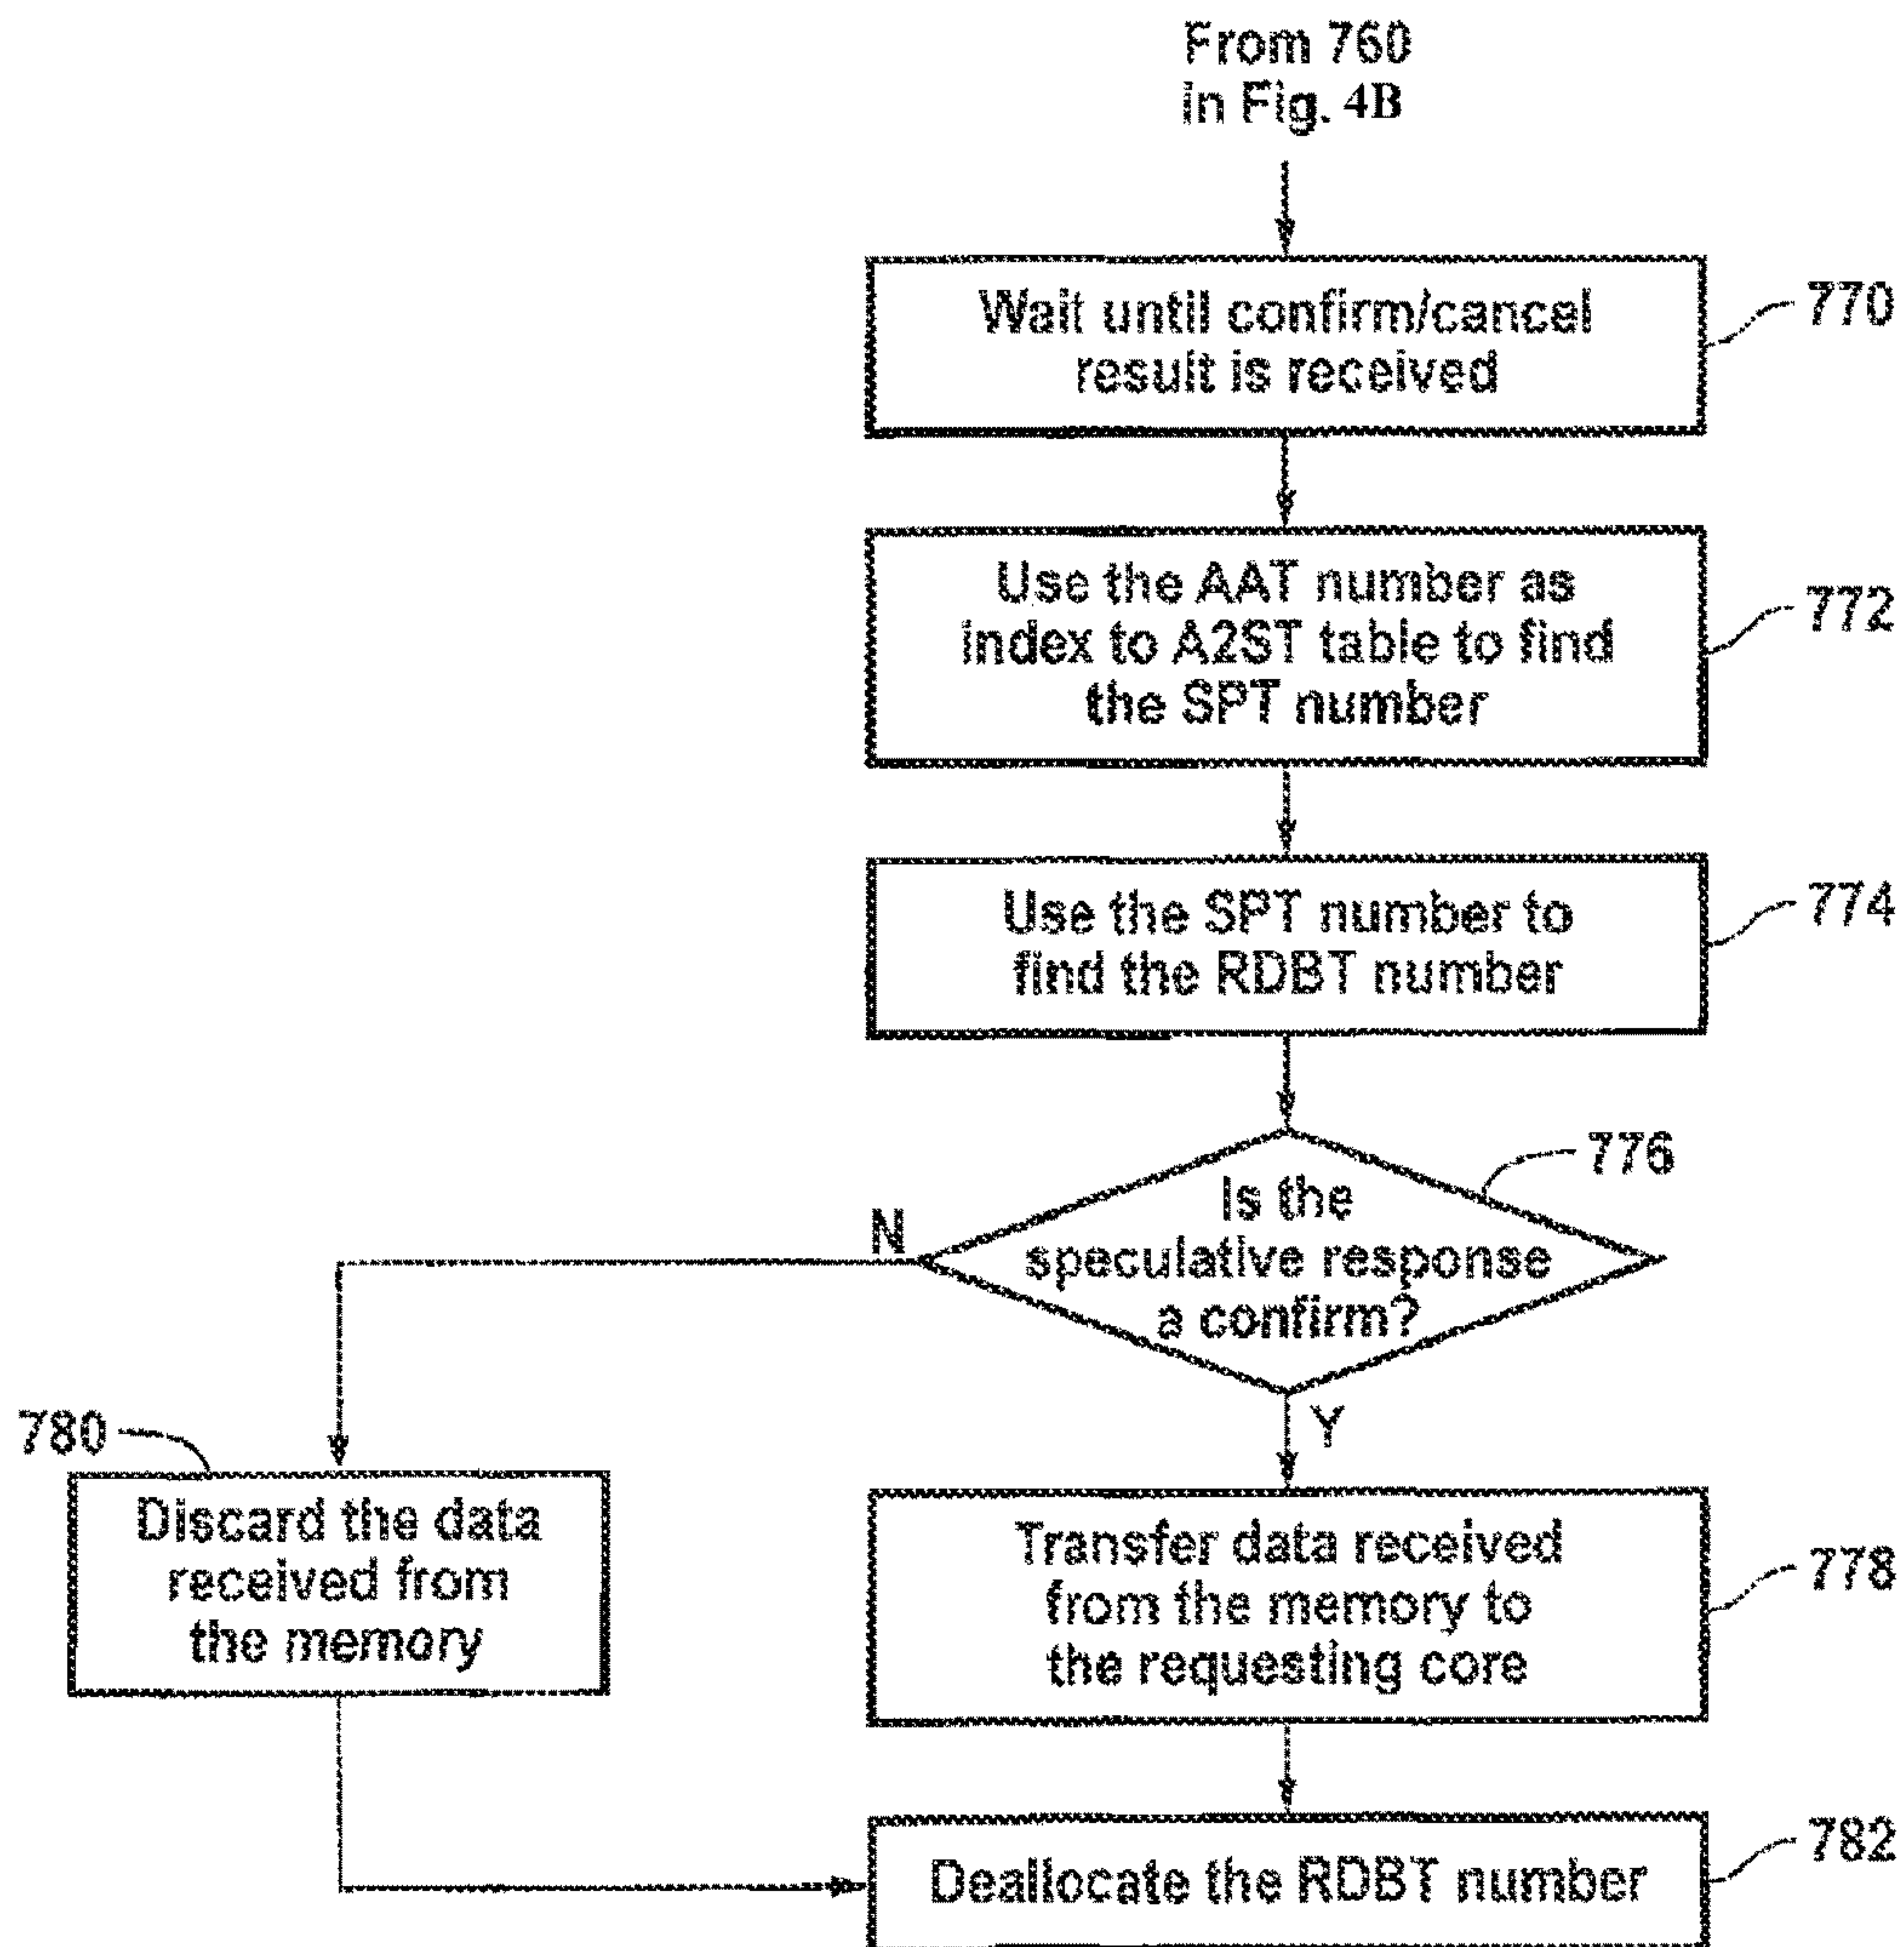 From 760
in Fig. 4B
Wait until confirm/cancel
result is received
770
Use the AAT number as
index to A2ST table to find
the SPT number
772
Use the SPT number to
find the RDBT number
774
776
Is the
speculative response
a confirm?
N
Y
780
Discard the data
received from
the memory
Transfer data received
from the memory to
the requesting core
778
Deallocate the RDBT number
782